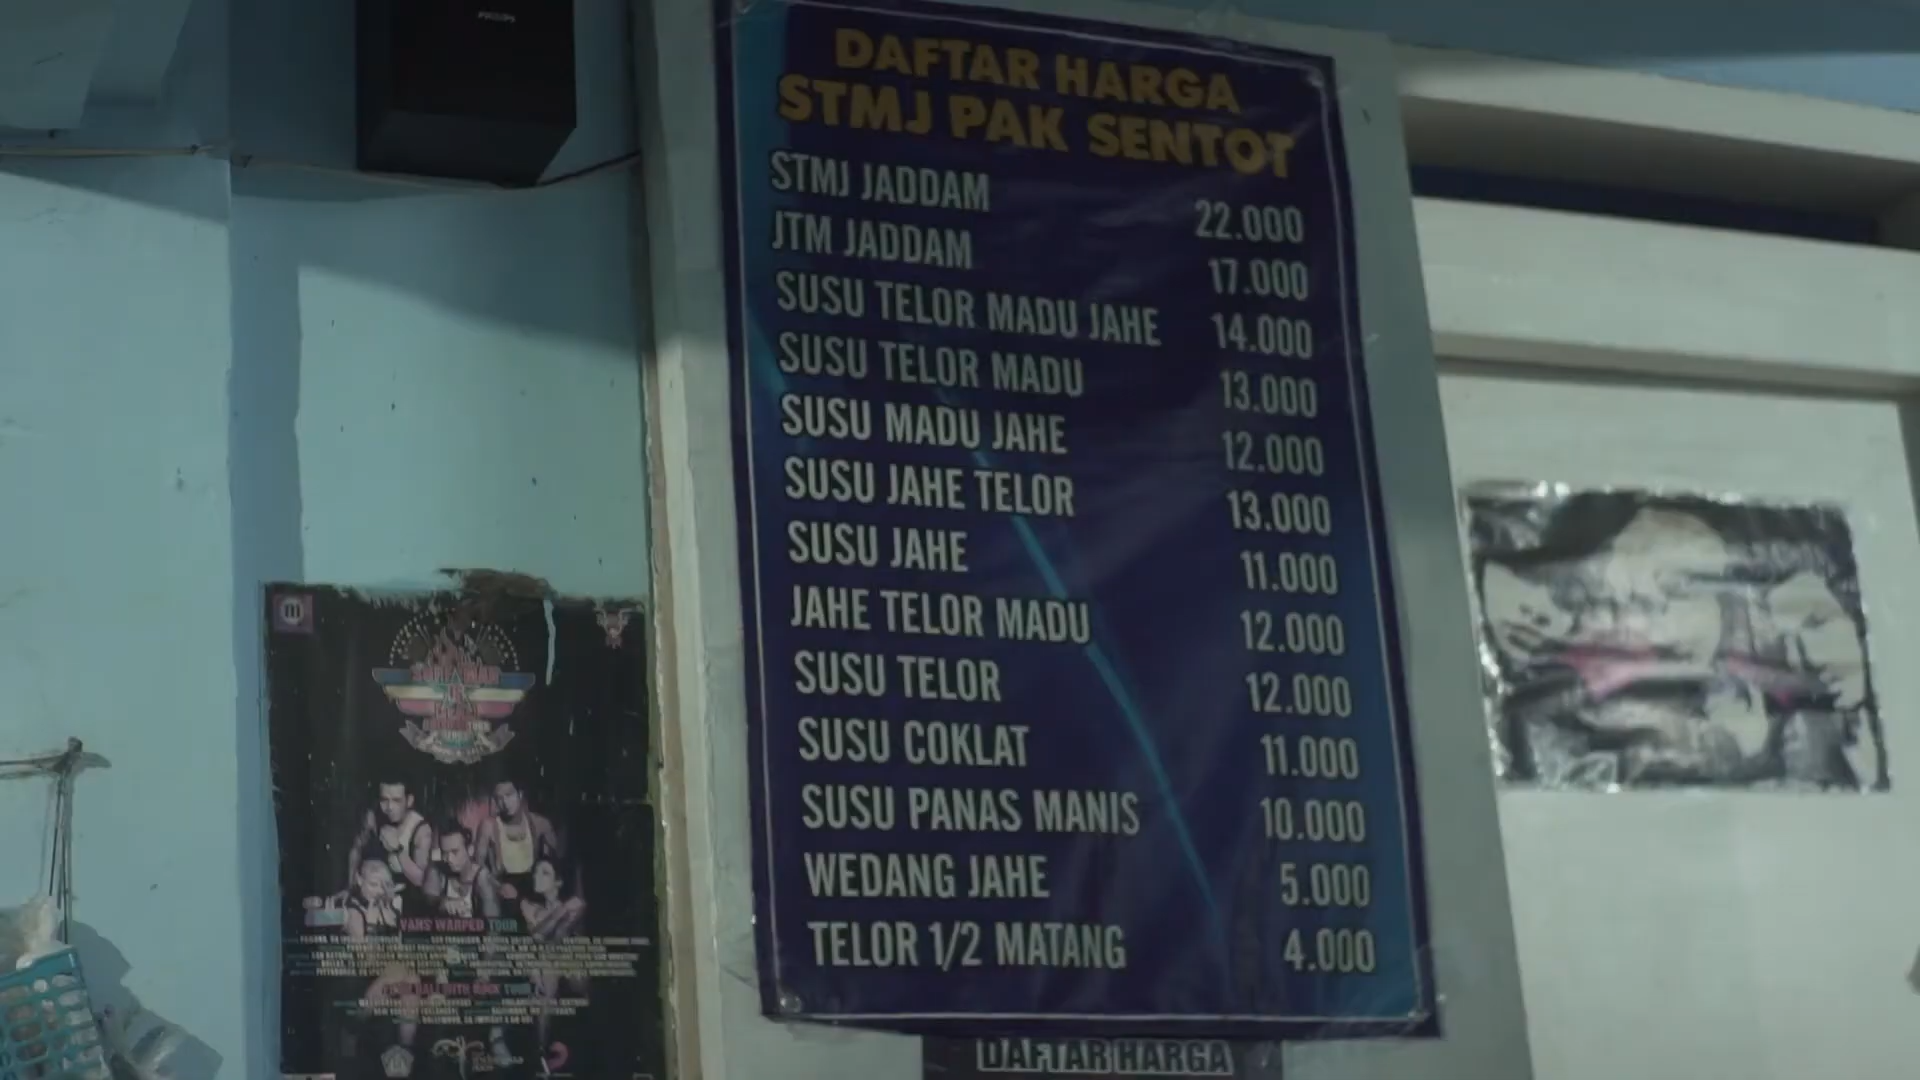 PHILIPS
DAFTAR HARGA
STMJ PAK SENTOT
STMJ JADDAM 22.000
JTM JADDAM 17.000
SUSU TELOR MADU JAHE 14.000
SUSU TELOR MADU 13.000
SUSU MADU JAHE 12.000
SUSU JAHE TELOR 13.000
SUSU JAHE 11.000
JAHE TELOR MADU 12.000
SUSU TELOR 12.000
SUSU COKLAT 11.000
SUSU PANAS MANIS 10.000
WEDANG JAHE 5.000
TELOR 1/2 MATANG 4.000
DAFTAR HARGA
VANS WARPED TOUR